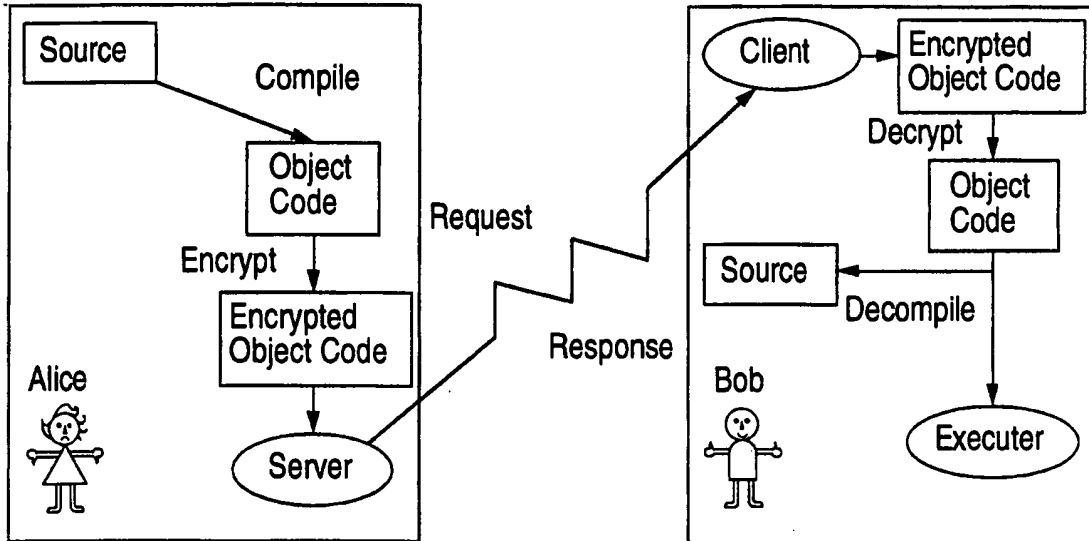 Source
Compile
Object
Code
Encrypt
Encrypted
Object Code
Alice
Server
Request
Response
Client
Encrypted
Object Code
Decrypt
Object
Code
Source
Decompile
Bob
Executer